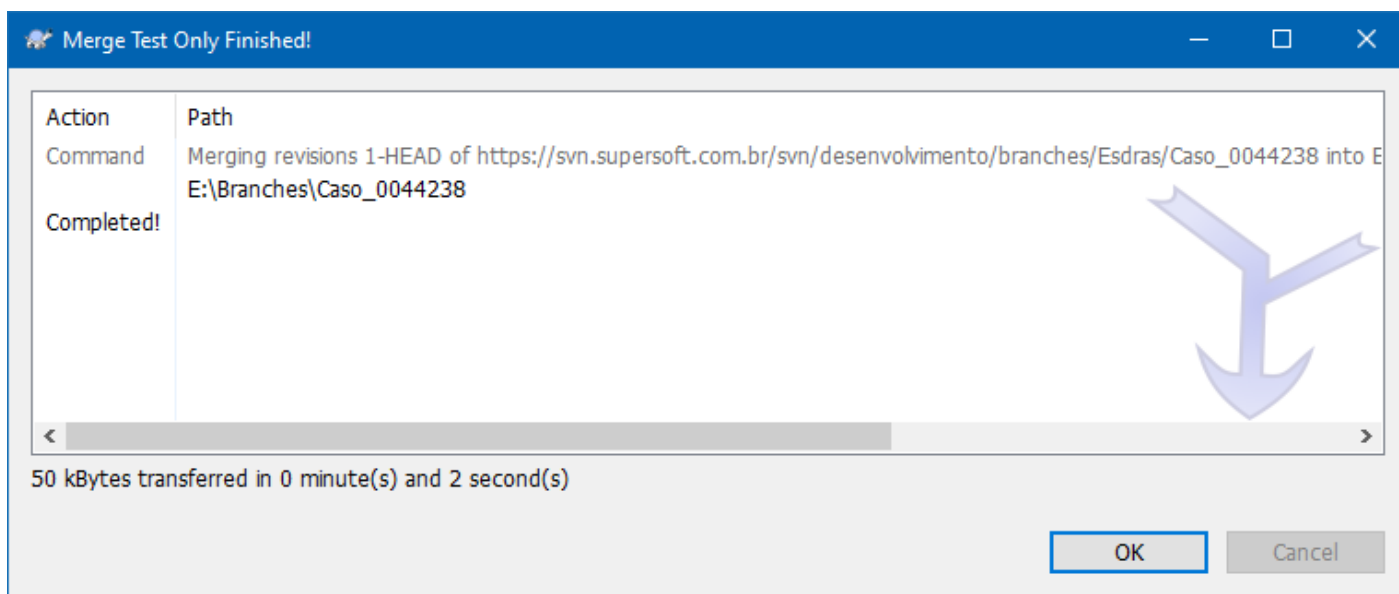 Merge Test Only Finished!
Action Path
Command Merging revisions 1-HEAD of https://svn.supersoft.com.br/svn/desenvolvimento/branches/Esdras/Caso_0044238 into E
E:\Branches\Caso_0044238
Completed!
50 kBytes transferred in 0 minute(s) and 2 second(s)
OK Cancel